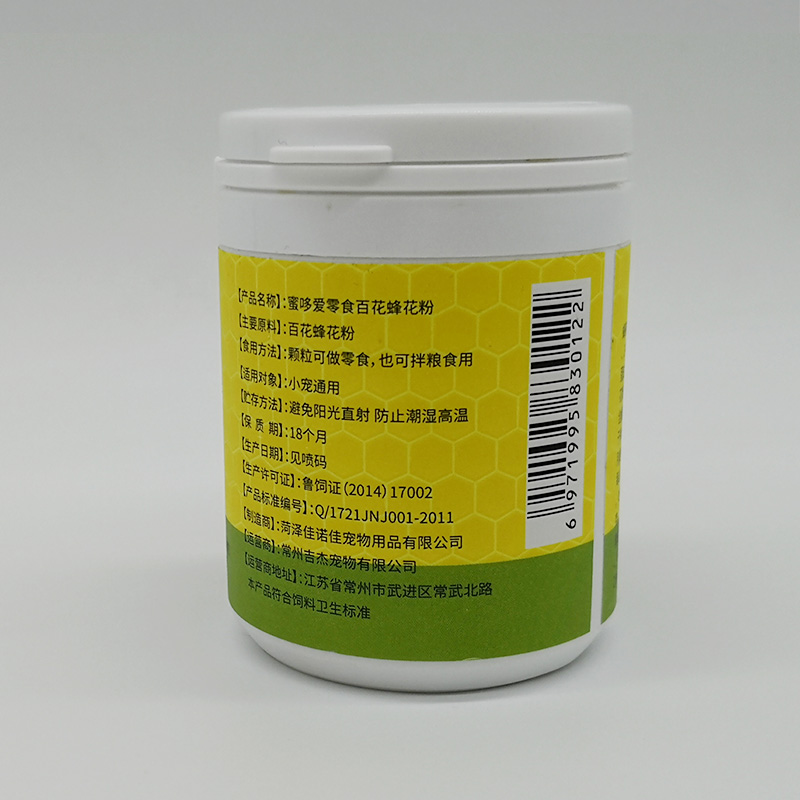 【产品名称】：蜜哆爱零食百花蜂花粉
【主要原料】：百花蜂花粉
【食用方法】：颗粒可做零食，也可拌粮食用
【适用对象】：小宠通用
【贮存方法】：避免阳光直射 防止潮湿高温
【保 质 期】：18个月
【生产日期】：见喷码
【生产许可证】：鲁饲证（2014）17002
【产品标准编号】：Q/1721JNJ001-2011
【制造商】：菏泽佳诺佳宠物用品有限公司
【运营商】：常州吉杰宠物有限公司
【运营商地址】：江苏省常州市武进区常武北路
本产品符合饲料卫生标准
6 971995 830122